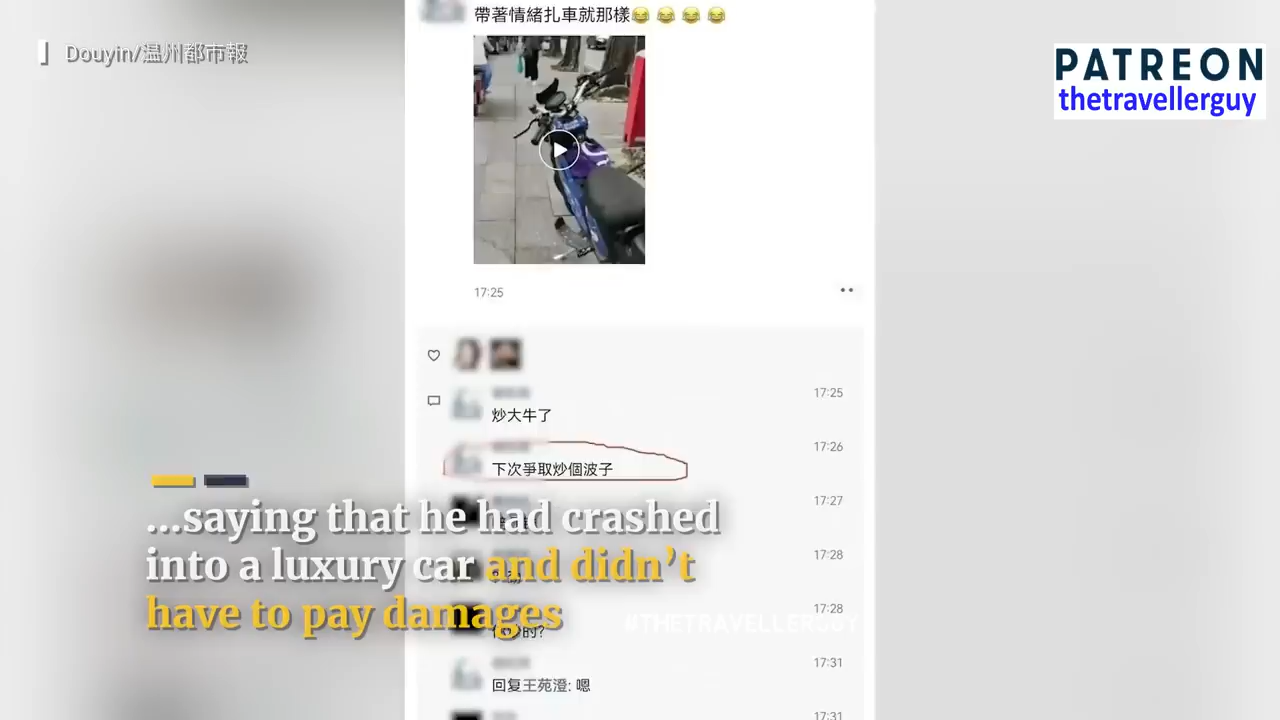 帶著情緒扎車就那樣😂😂😂😂
Douyin/温州都市報
PATREON
thetravellerguy
17:25
17:25
炒大牛了
17:26
下次爭取炒個波子
17:27
...saying that he had crashed
into a luxury car and didn't
have to pay damages
17:28
17:28
#THETRAVELLERGUY
的?
17:31
回复王苑澄: 嗯
17:31